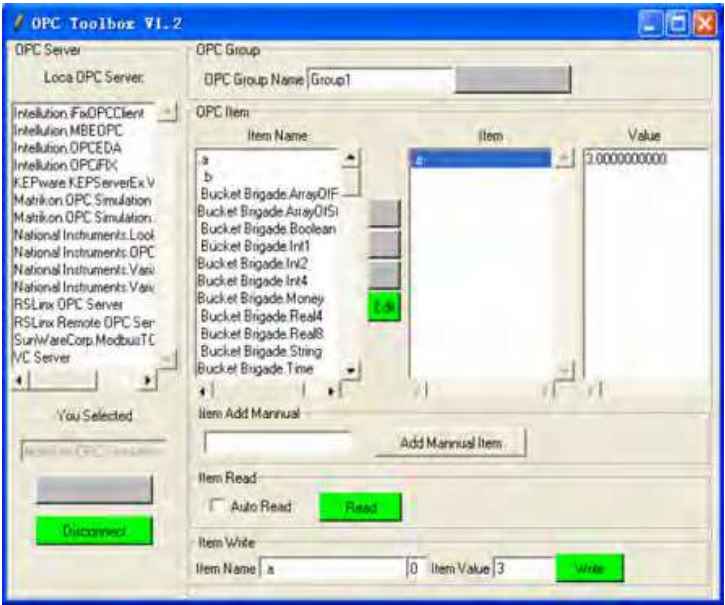 OPC Toolbox V1.2
OPC Server
Loca OPC Server:
Intellution.iFixOPCClient
Intellution.MBEOPC
Intellution.OPCEDA
Intellution.OPCiFIX
KEPware.KEPServerEx.V
Matrikon.OPC.Simulation
Matrikon.OPC.Simulation.
National Instruments.Look
National Instruments.OPC
National Instruments.Varia
National Instruments.Varia
RSLinx OPC Server
RSLinx Remote OPC Ser
SunWareCorp.ModbusTC
VC Server
You Selected
Disconnect
OPC Group
OPC Group Name Group1
OPC Item
Item Name
.a
.b
Bucket Brigade.ArrayOfF
Bucket Brigade.ArrayOfSt
Bucket Brigade.Boolean
Bucket Brigade.Int1
Bucket Brigade.Int2
Bucket Brigade.Int4
Bucket Brigade.Money
Bucket Brigade.Real4
Bucket Brigade.Real8
Bucket Brigade.String
Bucket Brigade.Time
Edit
Item
.a
Value
3.0000000000
Item Add Mannual
Add Mannual Item
Item Read
Auto Read Read
Item Write
Item Name .a 0 Item Value 3 Write